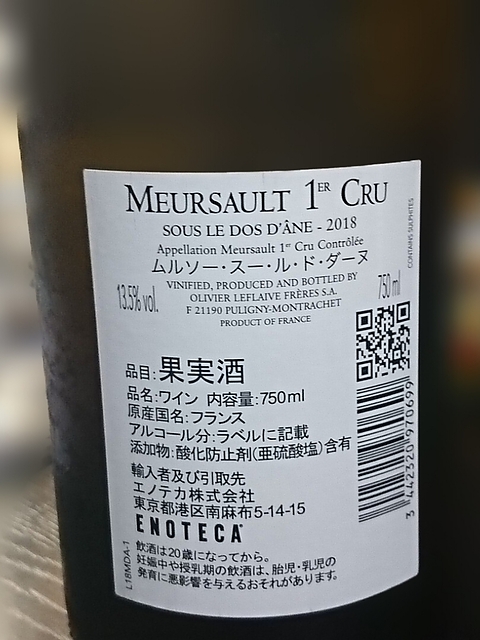 MEURSAULT 1ER CRU
SOUS LE DOS D'ÂNE - 2018
Appellation Meursault 1er Cru Contrôlée
ムルソー・スー・ル・ド・ダーヌ
VINIFIED, PRODUCED AND BOTTLED BY
OLIVIER LEFLAIVE FRÈRES S.A.
F 21190 PULIGNY-MONTRACHET
PRODUCT OF FRANCE
13.5% vol.
750 ml
CONTAINS SULPHITES
品目:果実酒
品名:ワイン 内容量:750ml
原産国名:フランス
アルコール分:ラベルに記載
添加物:酸化防止剤(亜硫酸塩)含有
輸入者及び引取先
エノテカ株式会社
東京都港区南麻布5-14-15
ENOTECA
飲酒は20歳になってから。
妊娠中や授乳期の飲酒は、胎児・乳児の
発育に悪影響を与えるおそれがあります。
L18MDA-1
3 442320 970699